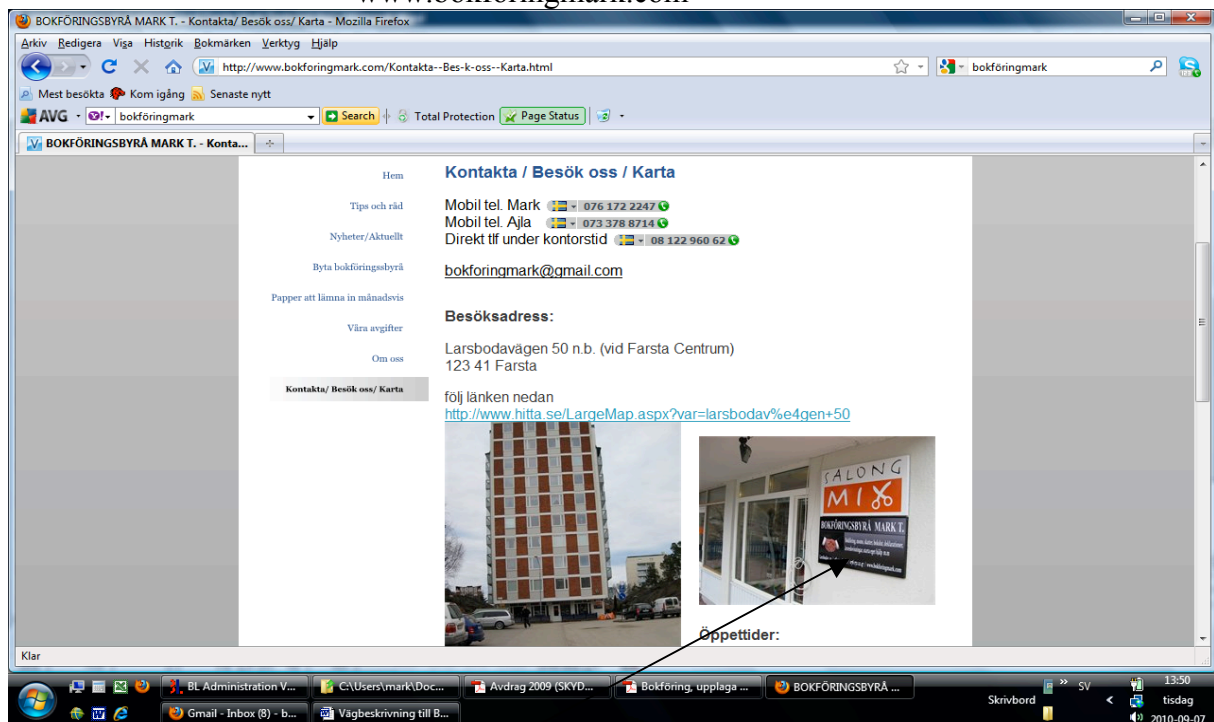 www.bokforingmark.com
BOKFÖRINGSBYRÅ MARK T. - Kontakta/ Besök oss/ Karta - Mozilla Firefox
Arkiv Redigera Visa Historik Bokmärken Verktyg Hjälp
http://www.bokforingmark.com/Kontakta--Bes-k-oss--Karta.html
bokföringmark
Mest besökta Kom igång Senaste nytt
AVG bokföringmark Search Total Protection Page Status
BOKFÖRINGSBYRÅ MARK T. - Konta...
Hem
Tips och råd
Nyheter/Aktuellt
Byta bokföringssbyrå
Papper att lämna in månadsvis
Våra avgifter
Om oss
Kontakta/ Besök oss/ Karta
Kontakta / Besök oss / Karta
Mobil tel. Mark 076 172 2247
Mobil tel. Ajla 073 378 8714
Direkt tlf under kontorstid 08 122 960 62
bokforingmark@gmail.com
Besöksadress:
Larsbodavägen 50 n.b. (vid Farsta Centrum)
123 41 Farsta
följ länken nedan
http://www.hitta.se/LargeMap.aspx?var=larsbodav%e4gen+50
SALONG
MIX
BOKFÖRINGSBYRÅ MARK T.
Öppettider:
Klar
BL Administration V... C:\Users\mark\Doc... Avdrag 2009 (SKYD... Bokföring, upplaga ... BOKFÖRINGSBYRÅ ...
Gmail - Inbox (8) - b... Vägbeskrivning till B...
Skrivbord
SV
13:50
tisdag
2010-09-07